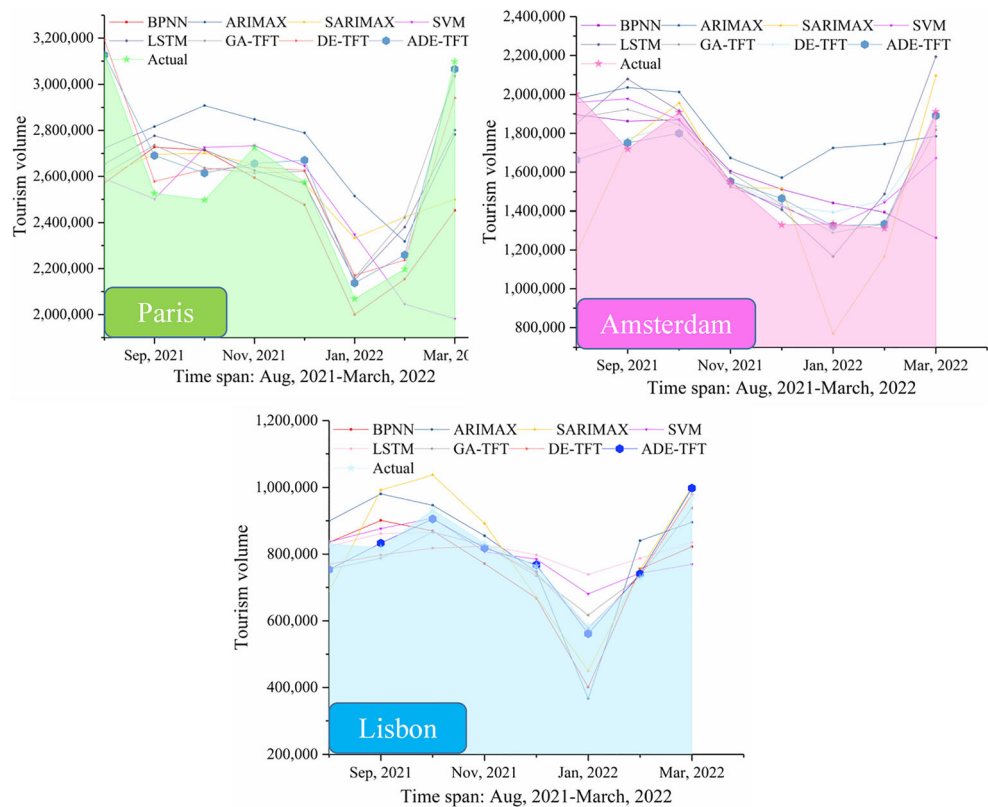 BPNN ARIMAX SARIMAX SVM
LSTM GA-TFT DE-TFT ADE-TFT
Actual
3,200,000
3,000,000
2,800,000
2,600,000
2,400,000
2,200,000
2,000,000
Tourism volume
Paris
Sep, 2021 Nov, 2021 Jan, 2022 Mar, 20
Time span: Aug, 2021-March, 2022
BPNN ARIMAX SARIMAX SVM
LSTM GA-TFT DE-TFT ADE-TFT
Actual
2,400,000
2,200,000
2,000,000
1,800,000
1,600,000
1,400,000
1,200,000
1,000,000
800,000
Tourism volume
Amsterdam
Sep, 2021 Nov, 2021 Jan, 2022 Mar, 2022
Time span: Aug, 2021-March, 2022
BPNN ARIMAX SARIMAX SVM
LSTM GA-TFT DE-TFT ADE-TFT
Actual
1,200,000
1,000,000
800,000
600,000
400,000
200,000
Tourism volume
Lisbon
Sep, 2021 Nov, 2021 Jan, 2022 Mar, 2022
Time span: Aug, 2021-March, 2022